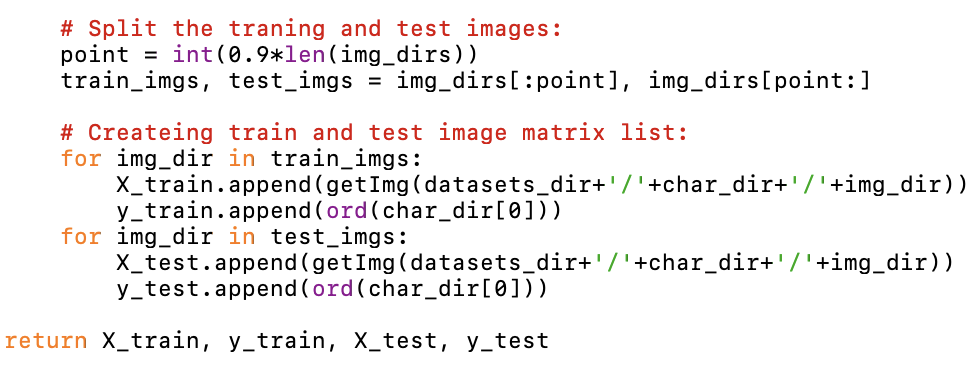 # Split the traning and test images:
point = int(0.9*len(img_dirs))
train_imgs, test_imgs = img_dirs[:point], img_dirs[point:]
# Createing train and test image matrix list:
for img_dir in train_imgs:
X_train.append(getImg(datasets_dir+'/'+char_dir+'/'+img_dir))
y_train.append(ord(char_dir[0]))
for img_dir in test_imgs:
X_test.append(getImg(datasets_dir+'/'+char_dir+'/'+img_dir))
y_test.append(ord(char_dir[0]))
return X_train, y_train, X_test, y_test